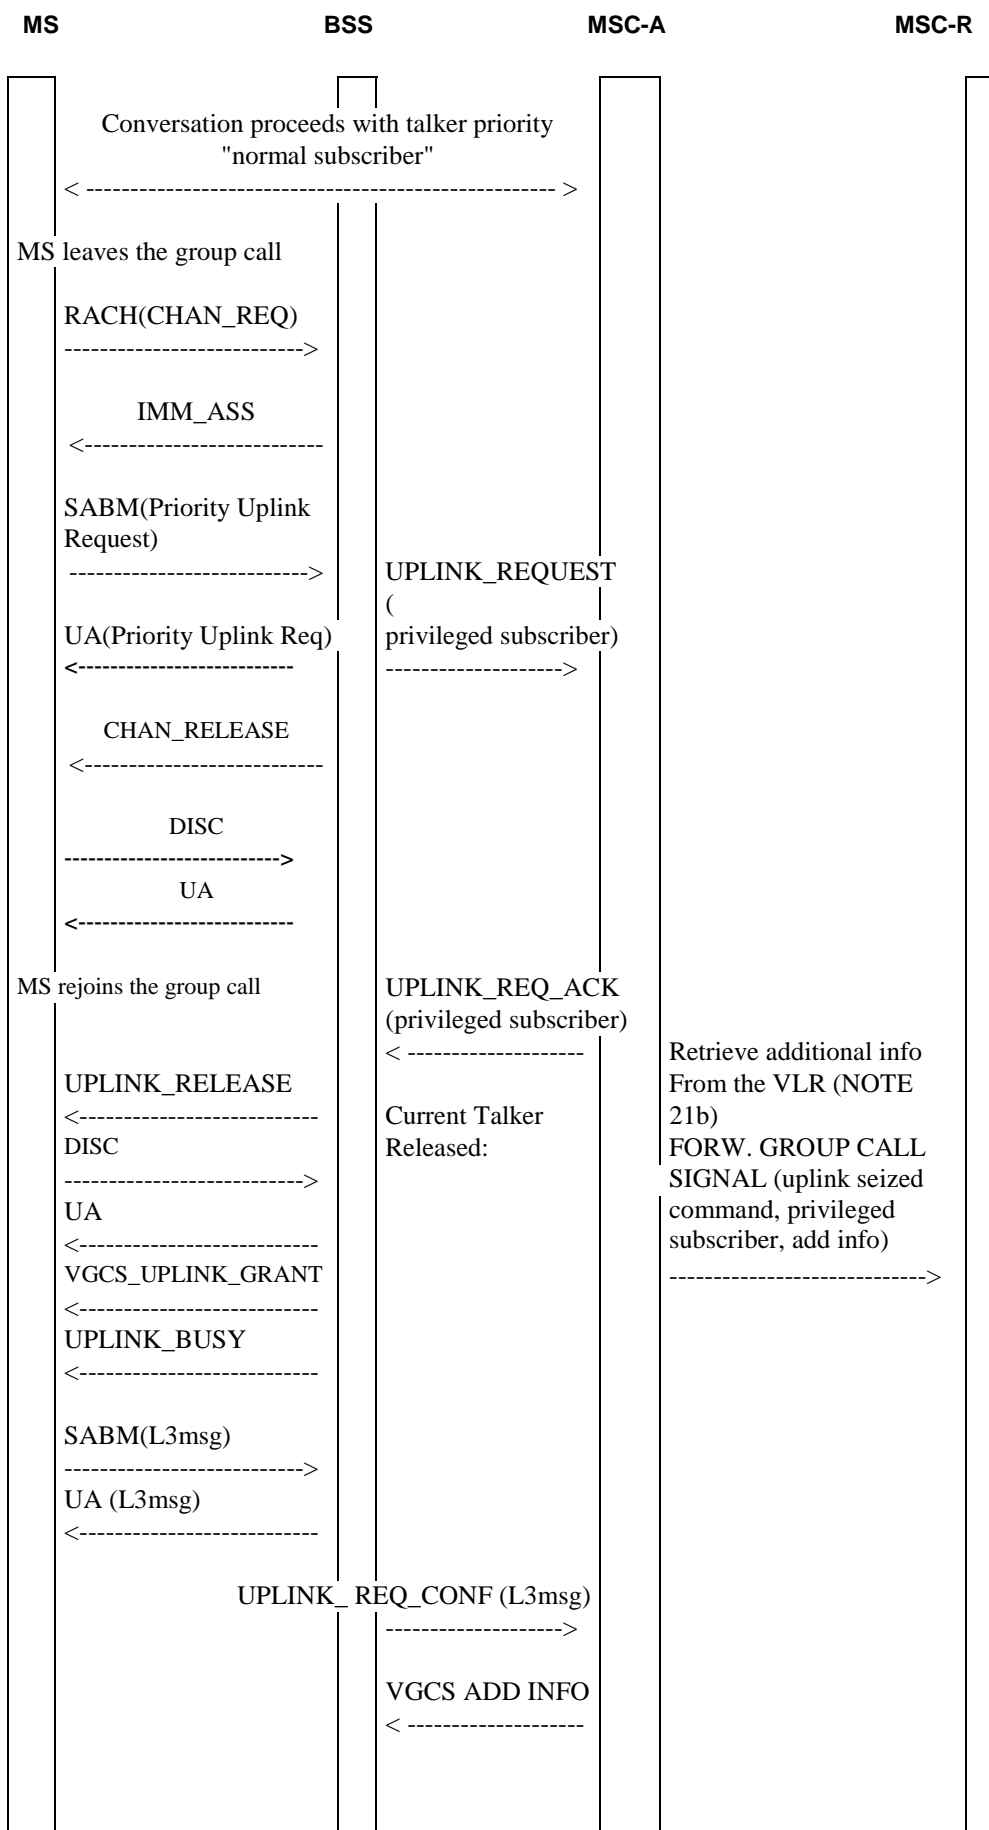 MS BSS MSC-A MSC-R
Conversation proceeds with talker priority
"normal subscriber"
< ----------------------------------------------------- >
MS leaves the group call
RACH(CHAN_REQ)
--------------------------->
IMM_ASS
<---------------------------
SABM(Priority Uplink
Request)
--------------------------->
UPLINK_REQUEST
(
privileged subscriber)
-------------------->
UA(Priority Uplink Req)
<---------------------------
CHAN_RELEASE
<---------------------------
DISC
--------------------------->
UA
<---------------------------
MS rejoins the group call
UPLINK_REQ_ACK
(privileged subscriber)
< --------------------
Retrieve additional info
From the VLR (NOTE
21b)
FORW. GROUP CALL
SIGNAL (uplink seized
command, privileged
subscriber, add info)
----------------------------->
UPLINK_RELEASE
<---------------------------
Current Talker
Released:
DISC
--------------------------->
UA
<---------------------------
VGCS_UPLINK_GRANT
<---------------------------
UPLINK_BUSY
<---------------------------
SABM(L3msg)
--------------------------->
UA (L3msg)
<---------------------------
UPLINK_ REQ_CONF (L3msg)
-------------------->
VGCS ADD INFO
< --------------------